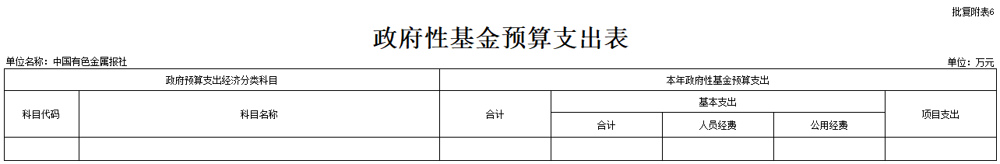 批复附表6
政府性基金预算支出表
单位名称：中国有色金属报社 单位：万元
政府预算支出经济分类科目 本年政府性基金预算支出
科目代码 科目名称 合计 基本支出 项目支出
合计 人员经费 公用经费